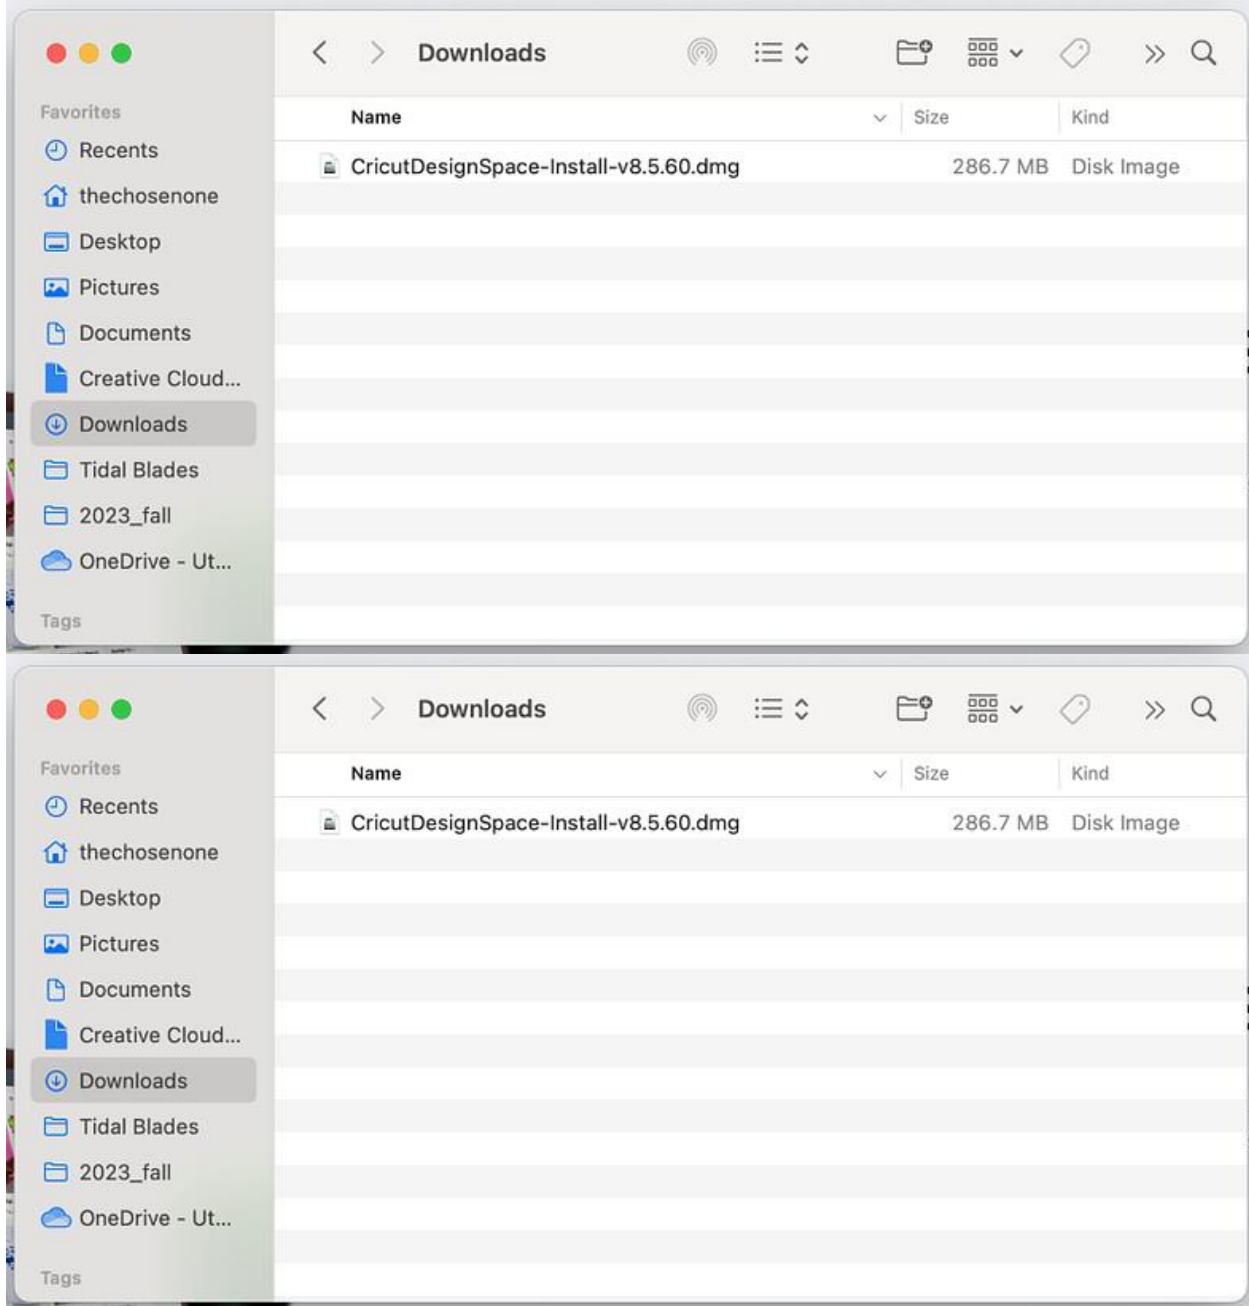 Downloads
Favorites
Name Size Kind
Recents
CricutDesignSpace-Install-v8.5.60.dmg 286.7 MB Disk Image
thechosenone
Desktop
Pictures
Documents
Creative Cloud...
Downloads
Tidal Blades
2023_fall
OneDrive - Ut...
Tags
Downloads
Favorites
Name Size Kind
Recents
CricutDesignSpace-Install-v8.5.60.dmg 286.7 MB Disk Image
thechosenone
Desktop
Pictures
Documents
Creative Cloud...
Downloads
Tidal Blades
2023_fall
OneDrive - Ut...
Tags